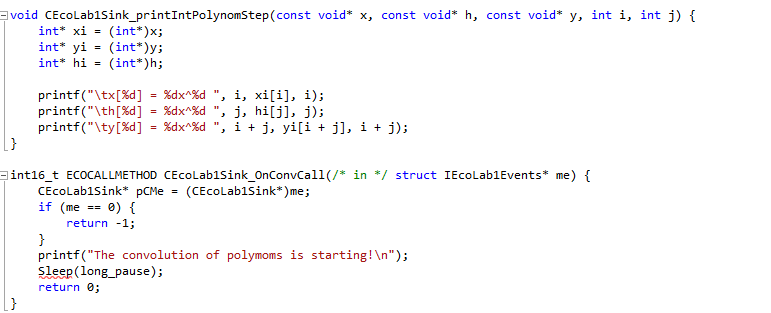 void CEcoLab1Sink_printIntPolynomStep(const void* x, const void* h, const void* y, int i, int j) {
    int* xi = (int*)x;
    int* yi = (int*)y;
    int* hi = (int*)h;

    printf("\tx[%d] = %dx^%d ", i, xi[i], i);
    printf("\th[%d] = %dx^%d ", j, hi[j], j);
    printf("\ty[%d] = %dx^%d ", i + j, yi[i + j], i + j);
}

int16_t ECOCALLMETHOD CEcoLab1Sink_OnConvCall(/* in */ struct IEcoLab1Events* me) {
    CEcoLab1Sink* pCMe = (CEcoLab1Sink*)me;
    if (me == 0) {
        return -1;
    }
    printf("The convolution of polymoms is starting!\n");
    Sleep(long_pause);
    return 0;
}